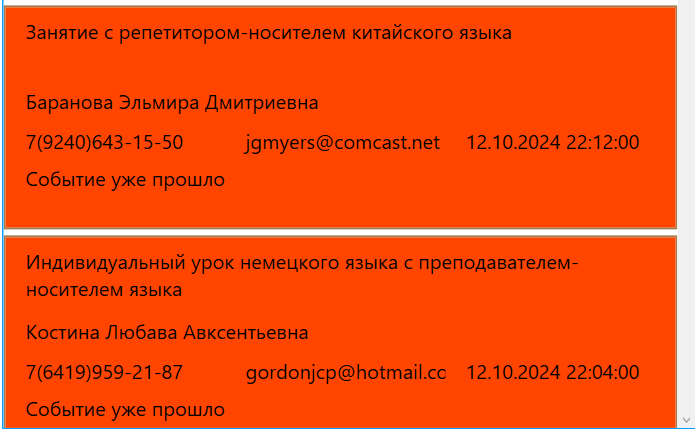 Занятие с репетитором-носителем китайского языка
Баранова Эльмира Дмитриевна
7(9240)643-15-50 jgmyers@comcast.net 12.10.2024 22:12:00
Событие уже прошло
Индивидуальный урок немецкого языка с преподавателем-
носителем языка
Костина Любава Авксентьевна
7(6419)959-21-87 gordonjcp@hotmail.co 12.10.2024 22:04:00
Событие уже прошло